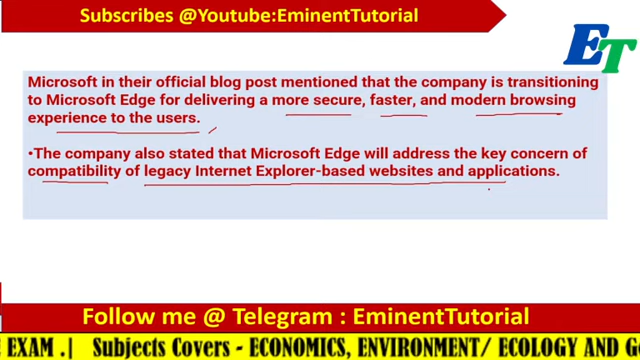 Subscribes @Youtube:EminentTutorial
ET
Microsoft in their official blog post mentioned that the company is transitioning
to Microsoft Edge for delivering a more secure, faster, and modern browsing
experience to the users.
•The company also stated that Microsoft Edge will address the key concern of
compatibility of legacy Internet Explorer-based websites and applications.
Follow me @ Telegram : EminentTutorial
E EXAM .| Subjects Covers - ECONOMICS, ENVIRONMENT/ ECOLOGY AND